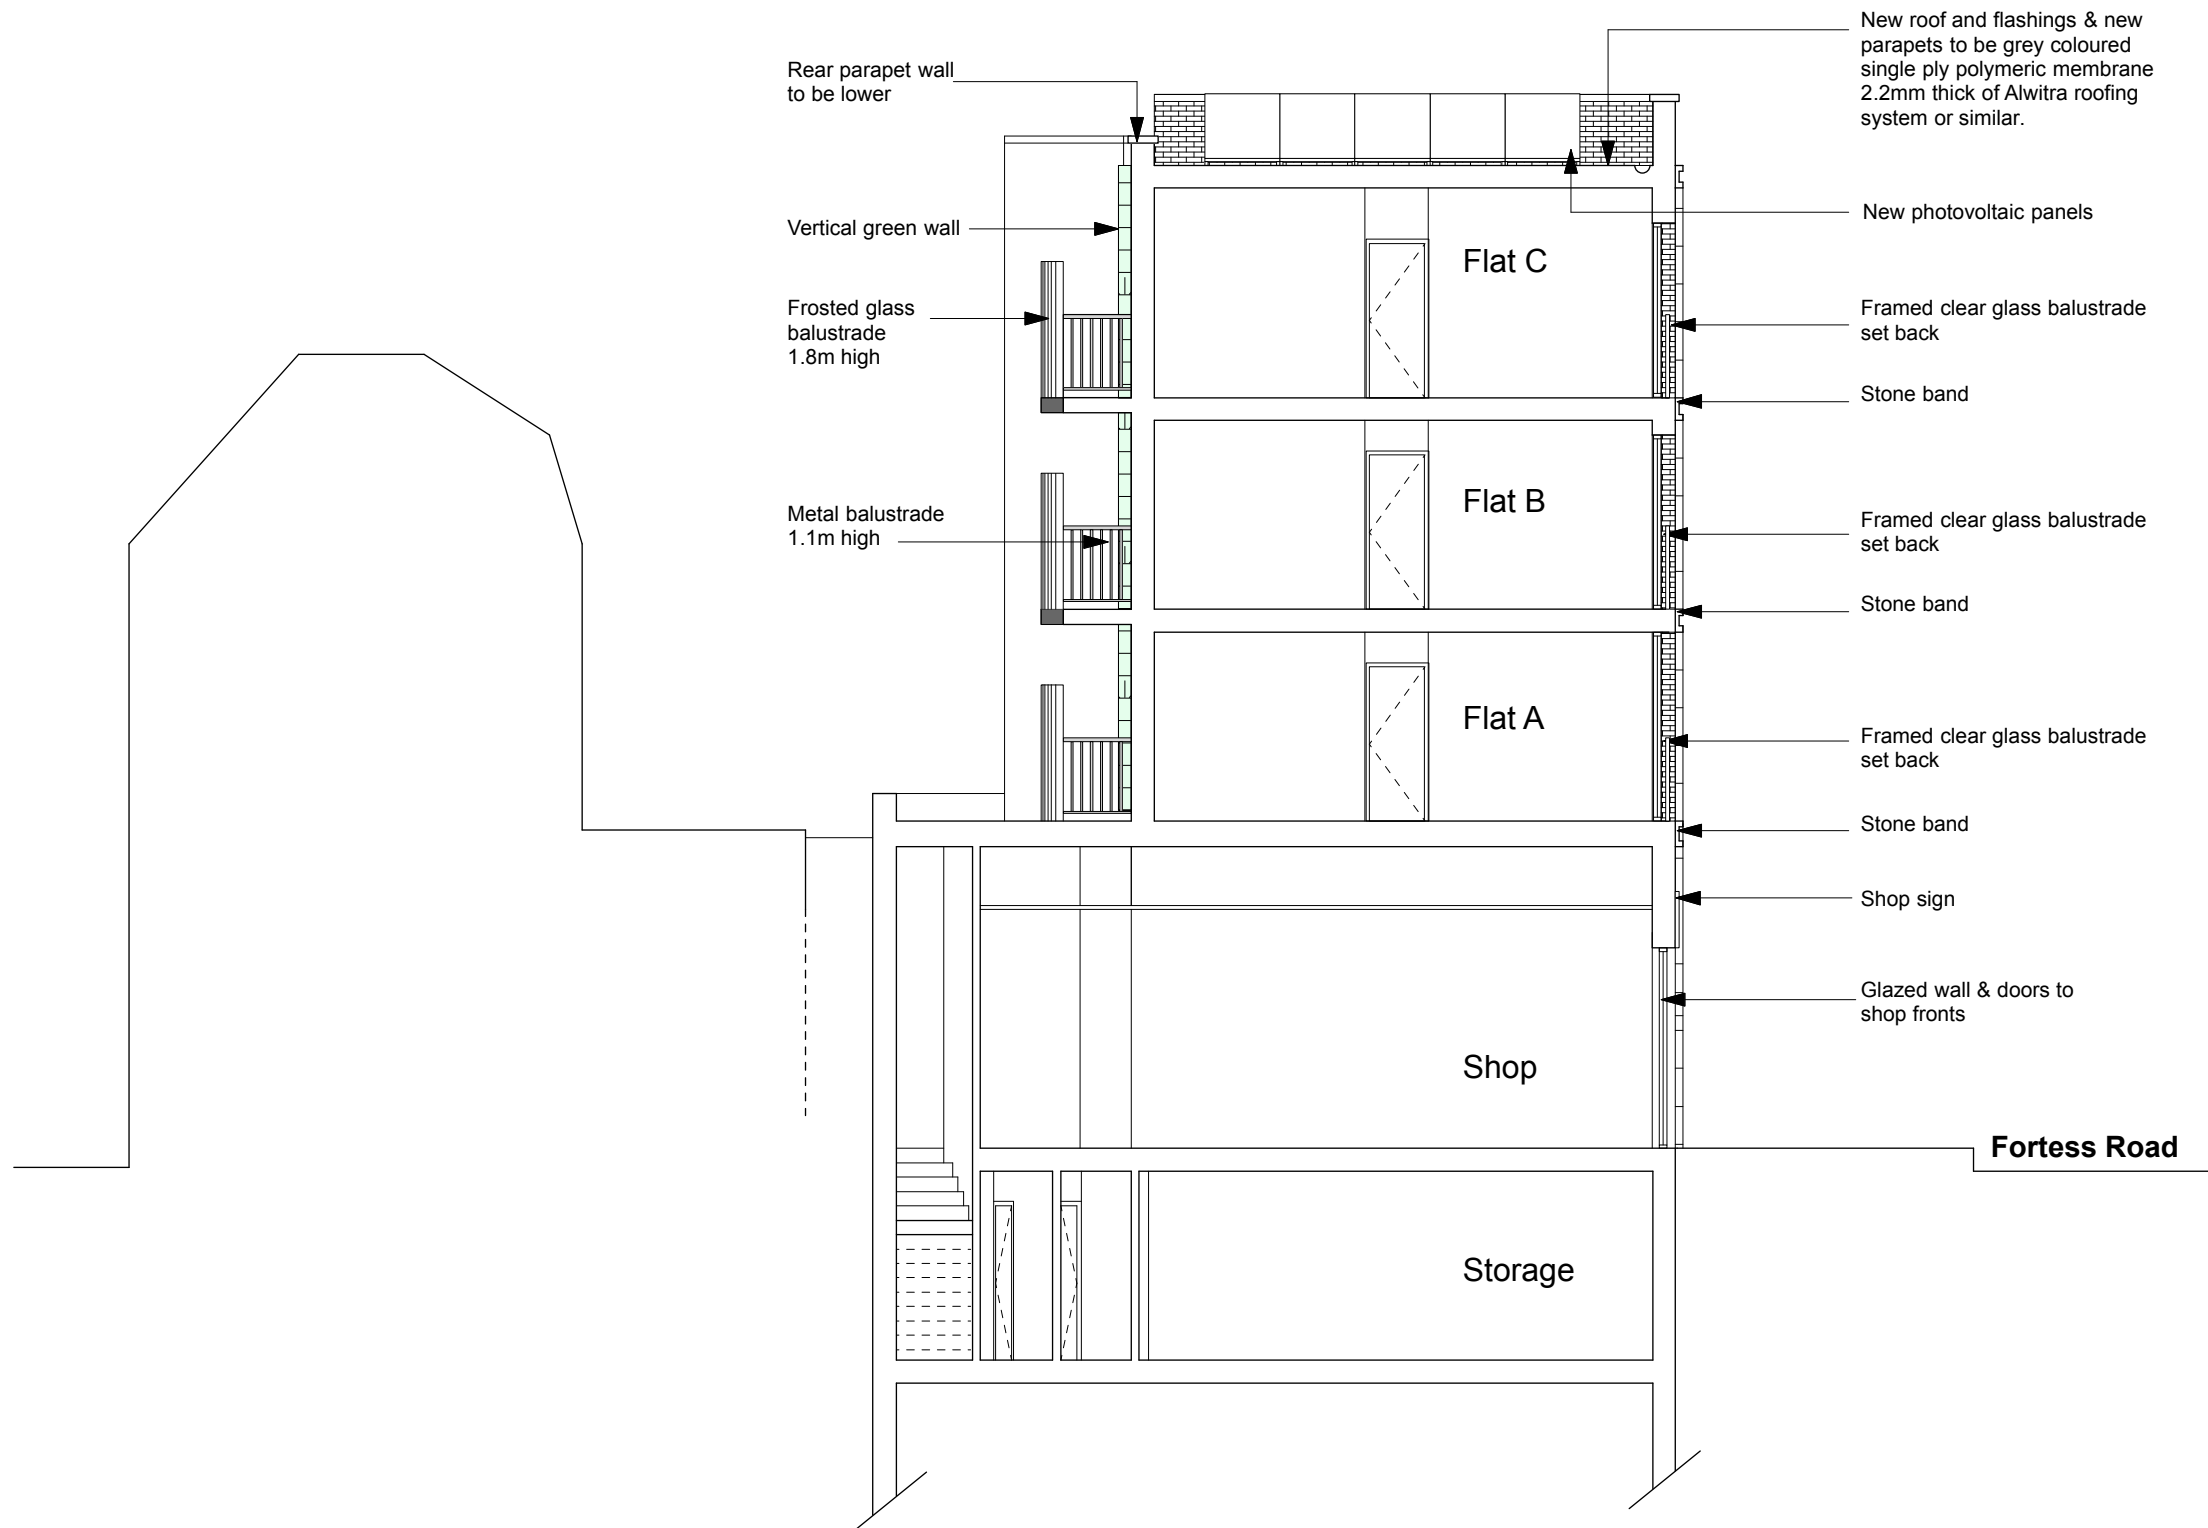 New roof and flashings & new
parapets to be grey coloured
single ply polymeric membrane
2.2mm thick of Alwitra roofing
system or similar.
Rear parapet wall
to be lower
New photovoltaic panels
Vertical green wall
Flat C
Frosted glass
balustrade
1.8m high
Framed clear glass balustrade
set back
Stone band
Flat B
Metal balustrade
1.1m high
Framed clear glass balustrade
set back
Stone band
Flat A
Framed clear glass balustrade
set back
Stone band
Shop sign
Glazed wall & doors to
shop fronts
Shop
Fortess Road
Storage